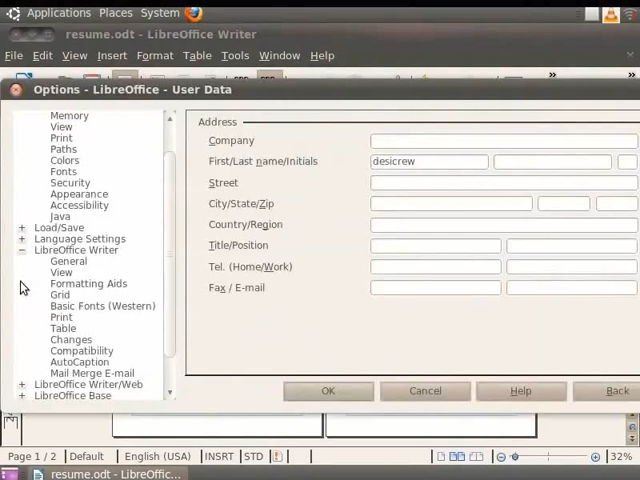 Applications Places System
resume.odt - LibreOffice Writer
File Edit View Insert Format Table Tools Window Help
Options - LibreOffice - User Data
Memory
View
Print
Paths
Colors
Fonts
Security
Appearance
Accessibility
Java
Load/Save
Language Settings
LibreOffice Writer
General
View
Formatting Aids
Grid
Basic Fonts (Western)
Print
Table
Changes
Compatibility
AutoCaption
Mail Merge E-mail
LibreOffice Writer/Web
LibreOffice Base
Address
Company
First/Last name/Initials desicrew
Street
City/State/Zip
Country/Region
Title/Position
Tel. (Home/Work)
Fax / E-mail
OK Cancel Help Back
Page 1 / 2 Default English (USA) INSRT STD 32%
resume.odt - LibreOffic...